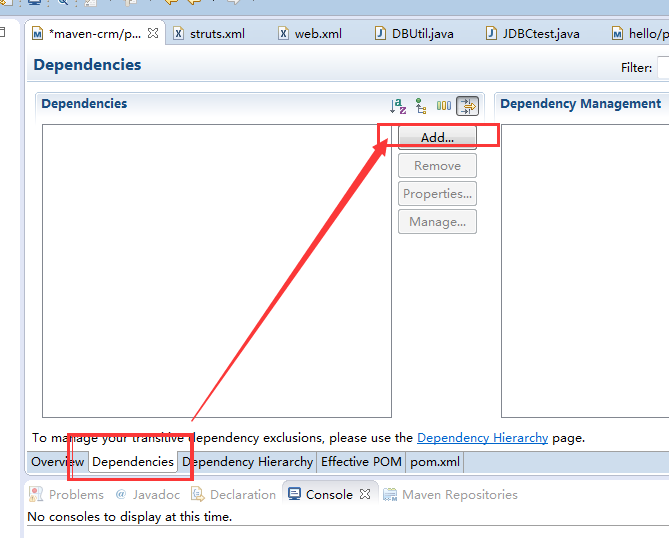 *maven-crm/p... struts.xml web.xml DBUtil.java JDBCtest.java hello/p
Dependencies
Filter:
Dependencies
Dependency Management
Add...
Remove
Properties...
Manage...
To manage your transitive dependency exclusions, please use the Dependency Hierarchy page.
Overview Dependencies Dependency Hierarchy Effective POM pom.xml
Problems @ Javadoc Declaration Console Maven Repositories
No consoles to display at this time.